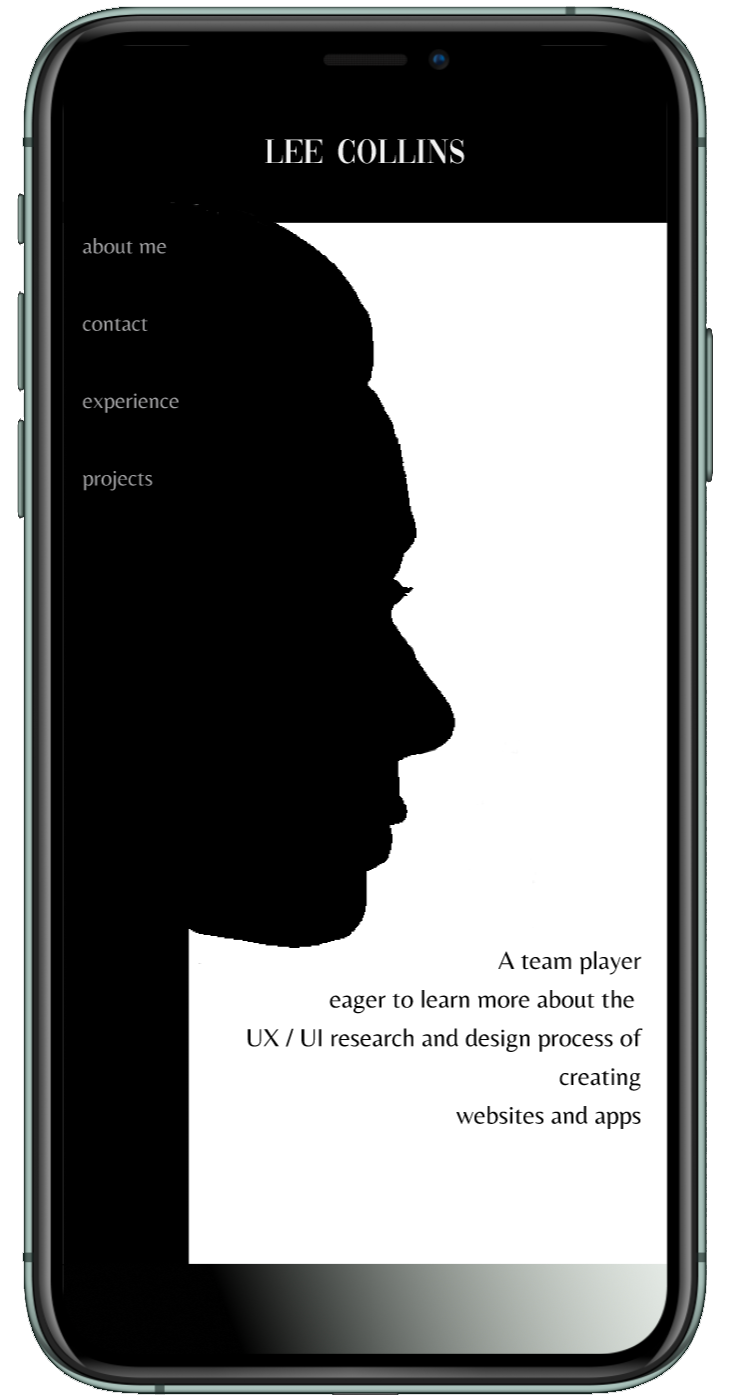 LEE COLLINS
about me
contact
experience
projects
A team player
eager to learn more about the
UX / UI research and design process of
creating
websites and apps